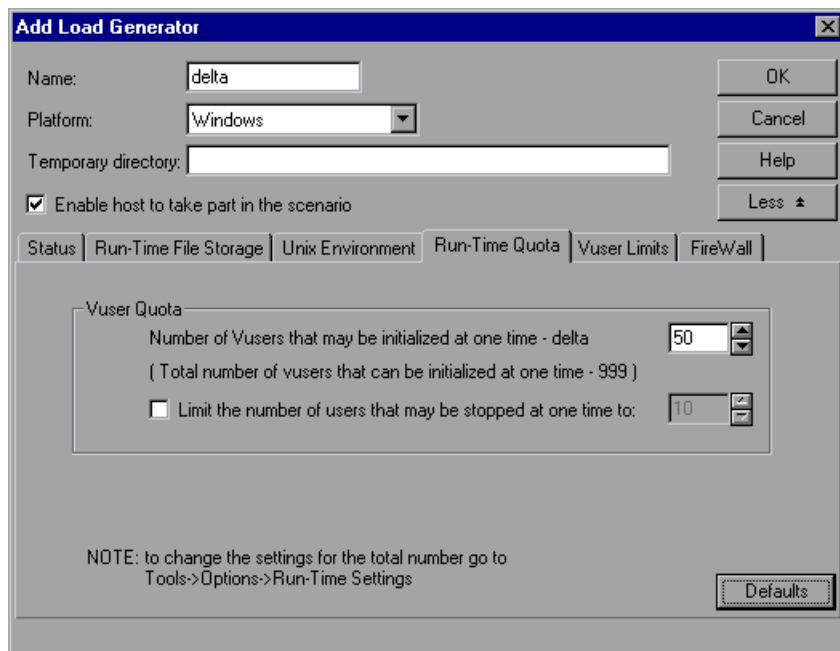 Add Load Generator
Name: delta
OK
Platform: Windows
Cancel
Temporary directory:
Help
Enable host to take part in the scenario
Less
Status Run-Time File Storage Unix Environment Run-Time Quota Vuser Limits FireWall
Vuser Quota
Number of Vusers that may be initialized at one time - delta 50
( Total number of vusers that can be initialized at one time - 999 )
Limit the number of users that may be stopped at one time to: 10
NOTE: to change the settings for the total number go to
Tools->Options->Run-Time Settings
Defaults